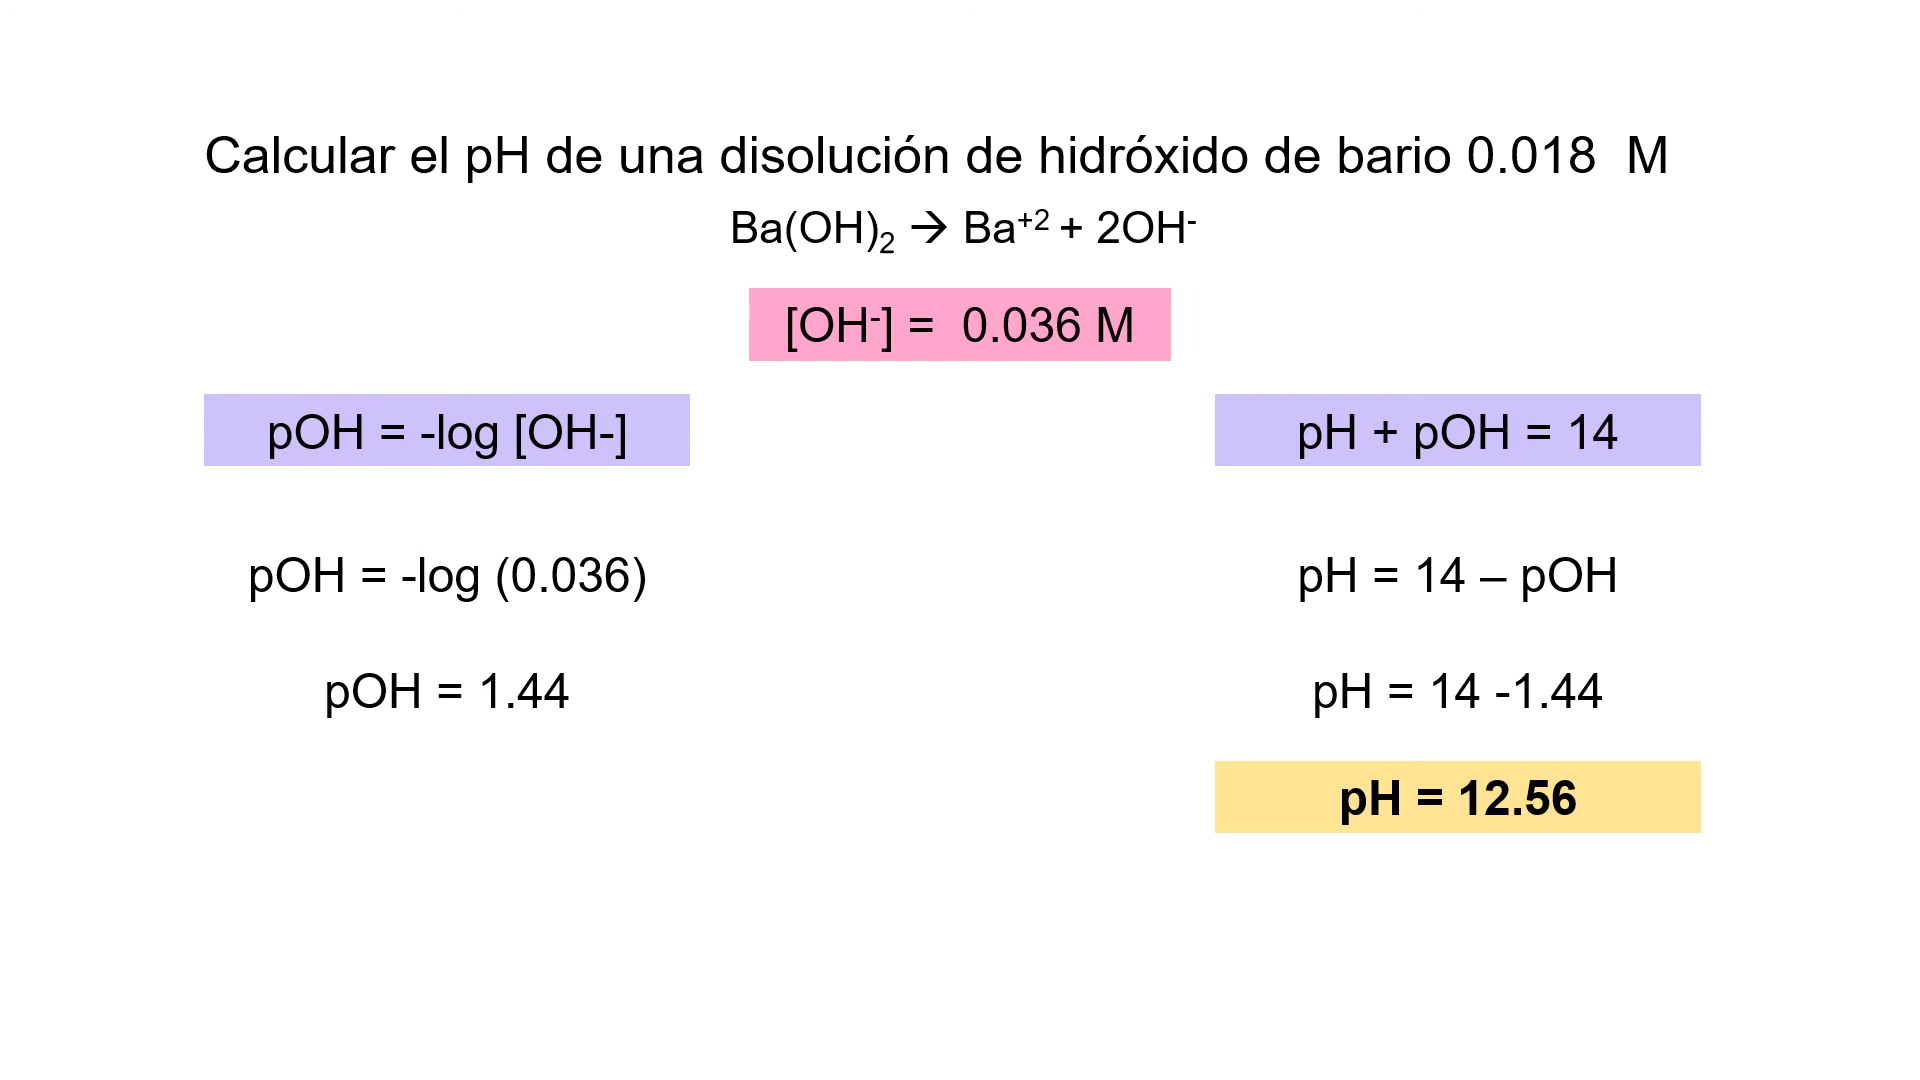 Calcular el pH de una disolución de hidróxido de bario 0.018  M
Ba(OH)₂ → Ba⁺² + 2OH⁻
[OH⁻] =  0.036 M
pOH = -log [OH-]
pOH = -log (0.036)
pOH = 1.44
pH + pOH = 14
pH = 14 – pOH
pH = 14 -1.44
pH = 12.56